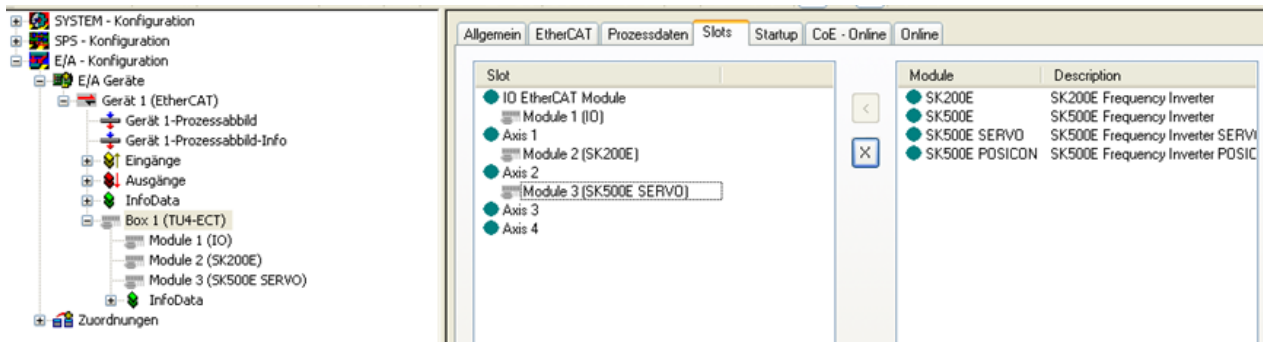 SYSTEM - Konfiguration
SPS - Konfiguration
E/A - Konfiguration
E/A Geräte
Gerät 1 (EtherCAT)
Gerät 1-Prozessabbild
Gerät 1-Prozessabbild-Info
Eingänge
Ausgänge
InfoData
Box 1 (TU4-ECT)
Module 1 (IO)
Module 2 (SK200E)
Module 3 (SK500E SERVO)
InfoData
Zuordnungen
Allgemein EtherCAT Prozessdaten Slots Startup CoE - Online Online
Slot
IO EtherCAT Module
Module 1 (IO)
Axis 1
Module 2 (SK200E)
Axis 2
Module 3 (SK500E SERVO)
Axis 3
Axis 4
<
X
Module Description
SK200E SK200E Frequency Inverter
SK500E SK500E Frequency Inverter
SK500E SERVO SK500E Frequency Inverter SERV
SK500E POSICON SK500E Frequency Inverter POSIC